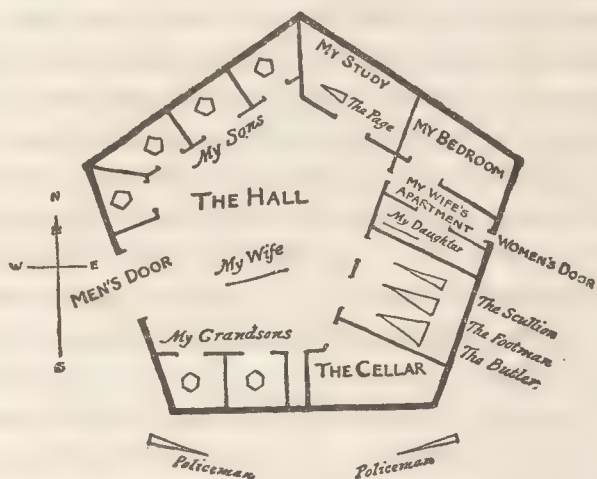 MY STUDY
The Page
MY BEDROOM
My Sons
THE HALL
N
W E
S
MY WIFE'S
APARTMENT
My Daughter
WOMEN'S DOOR
MEN'S DOOR
My Wife
The Scullion
The Footman
The Butler.
My Grandsons
THE CELLAR
Policeman
Policeman